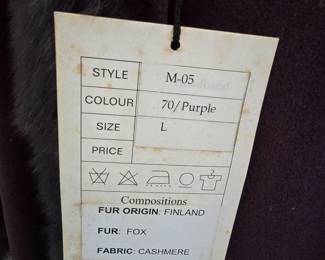 STYLE M-05
COLOUR 70/Purple
SIZE L
PRICE
Compositions
FUR ORIGIN: FINLAND
FUR: FOX
FABRIC: CASHMERE